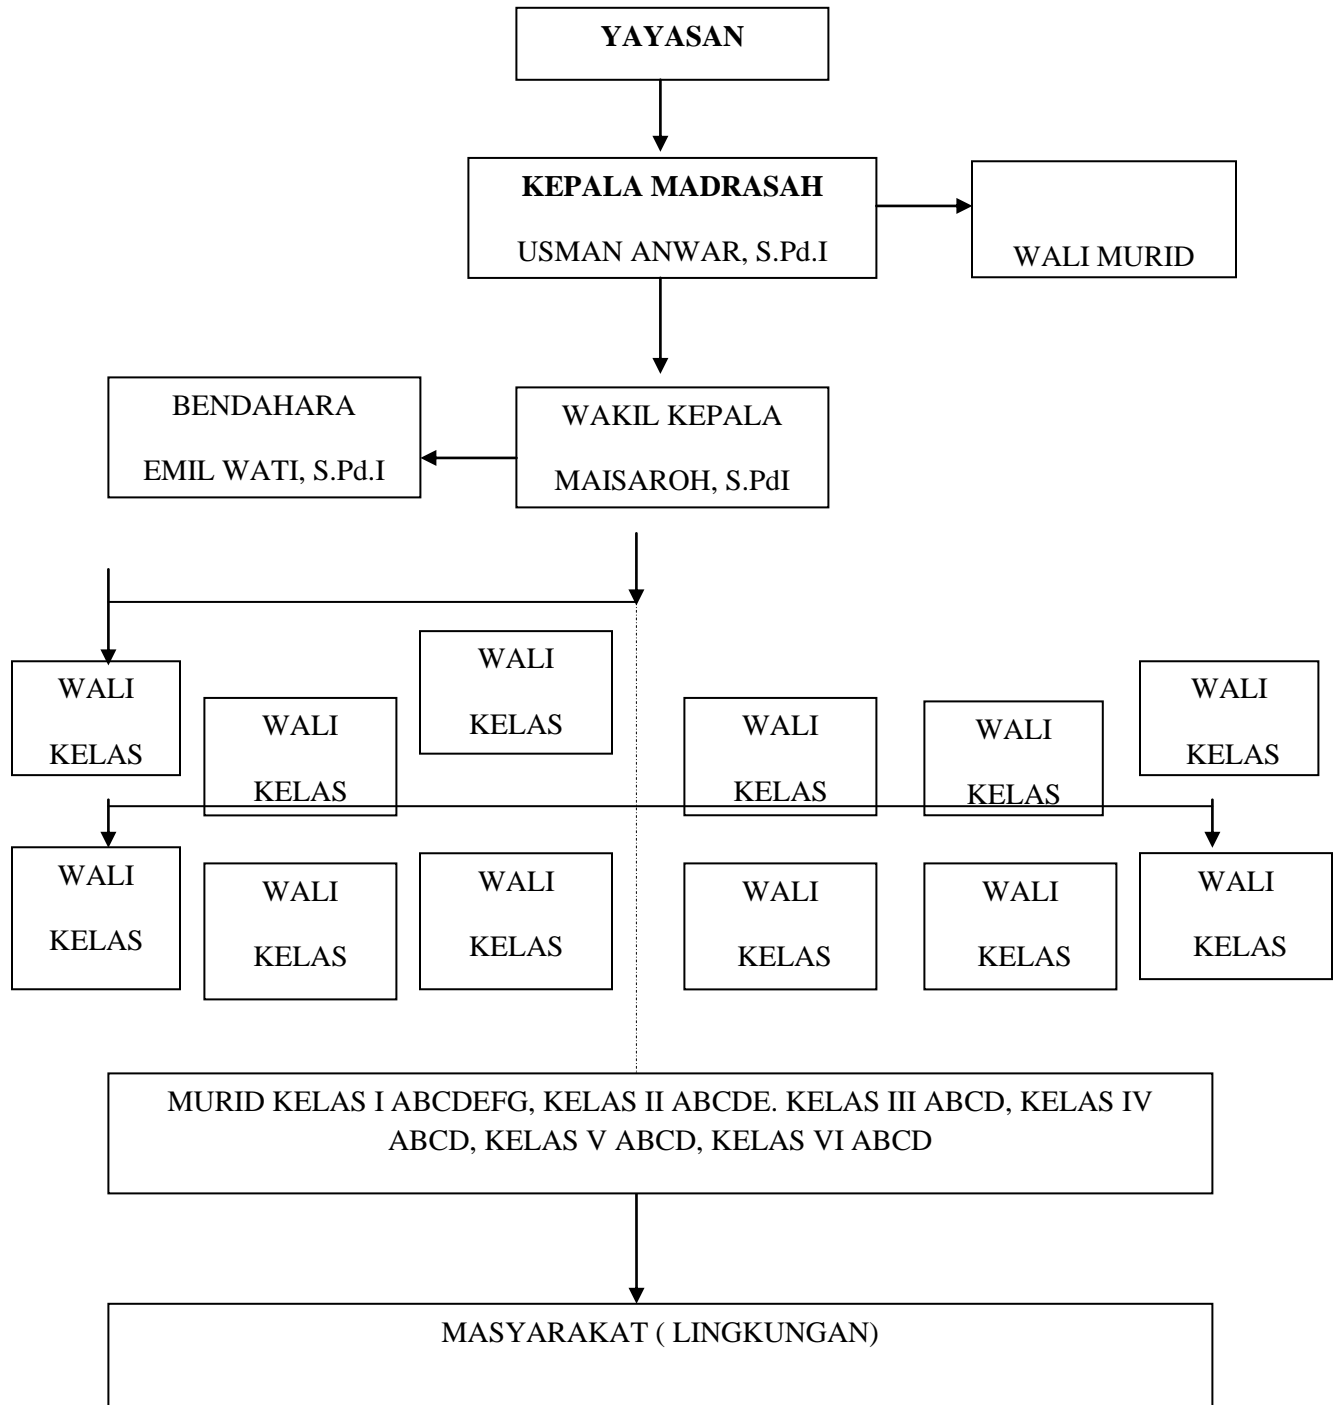 YAYASAN
KEPALA MADRASAH
USMAN ANWAR, S.Pd.I
WALI MURID
BENDAHARA
EMIL WATI, S.Pd.I
WAKIL KEPALA
MAISAROH, S.PdI
WALI
KELAS
WALI
KELAS
WALI
KELAS
WALI
KELAS
WALI
KELAS
WALI
KELAS
WALI
KELAS
WALI
KELAS
WALI
KELAS
WALI
KELAS
WALI
KELAS
WALI
KELAS
MURID KELAS I ABCDEFG, KELAS II ABCDE. KELAS III ABCD, KELAS IV
ABCD, KELAS V ABCD, KELAS VI ABCD
MASYARAKAT ( LINGKUNGAN)